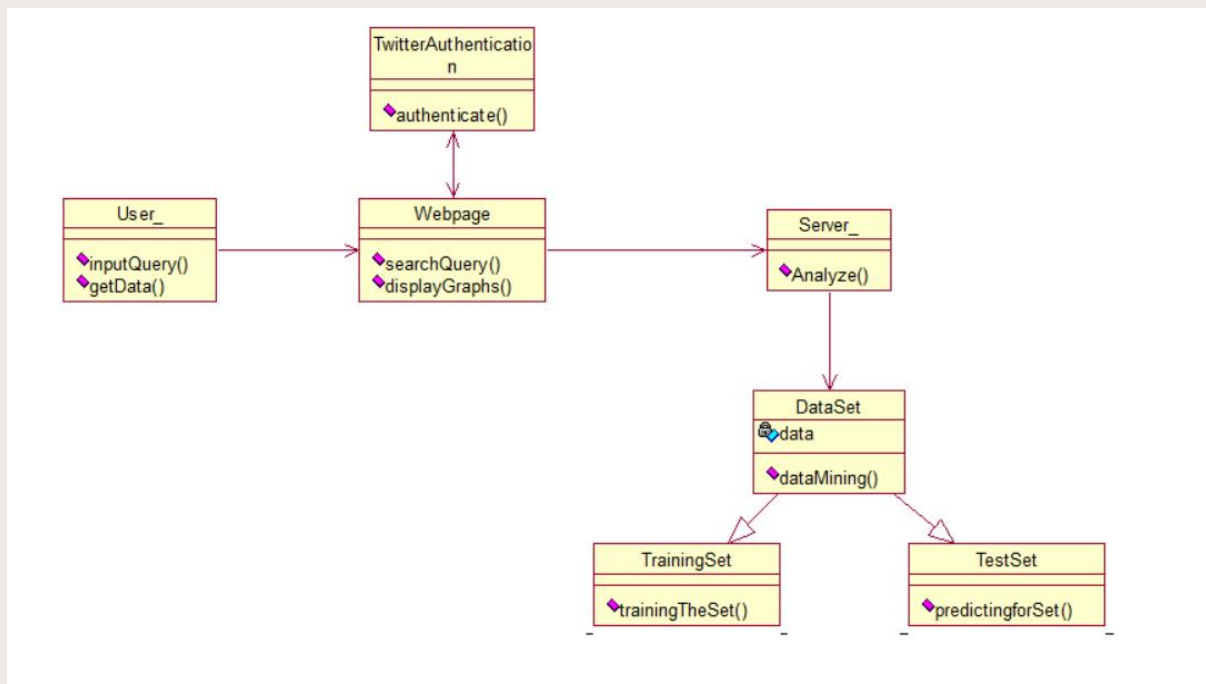 TwitterAuthenticatio
n
authenticate()
User_
inputQuery()
getData()
Webpage
searchQuery()
displayGraphs()
Server_
Analyze()
DataSet
data
dataMining()
TrainingSet
trainingTheSet()
TestSet
predictingforSet()